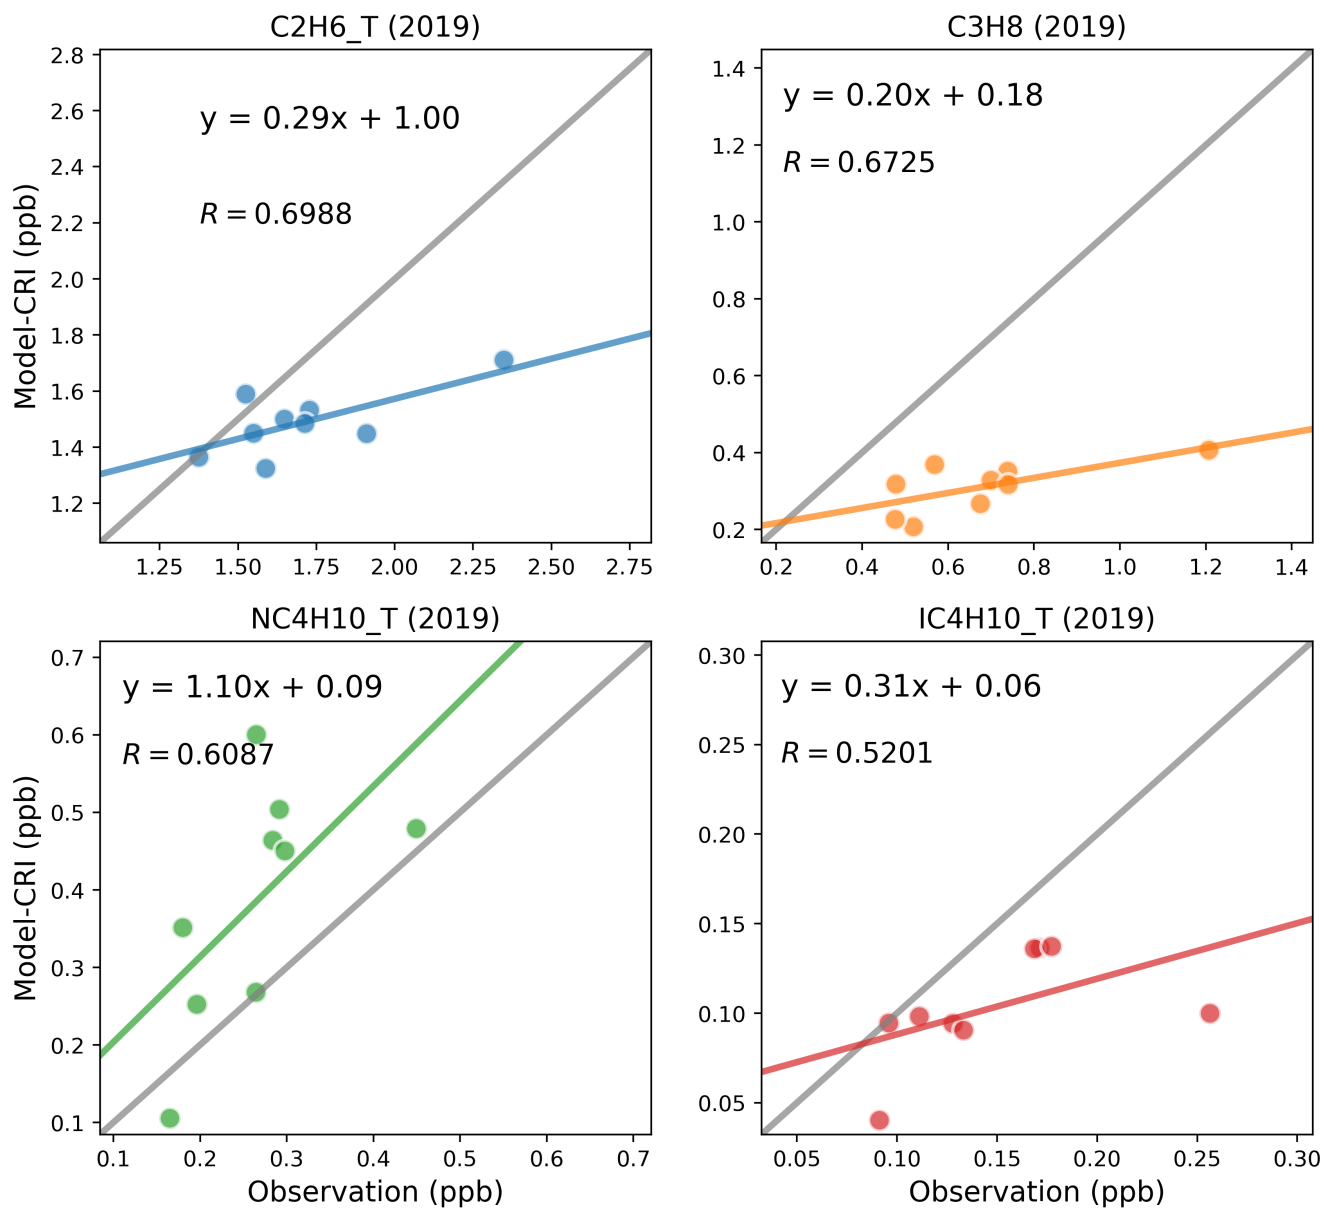 C2H6_T (2019)
2.8
2.6
2.4
2.2
2.0
1.8
1.6
1.4
1.2
Model-CRI (ppb)
y = 0.29x + 1.00
R = 0.6988
1.25 1.50 1.75 2.00 2.25 2.50 2.75
C3H8 (2019)
1.4
1.2
1.0
0.8
0.6
0.4
0.2
y = 0.20x + 0.18
R = 0.6725
0.2 0.4 0.6 0.8 1.0 1.2 1.4
NC4H10_T (2019)
0.7
0.6
0.5
0.4
0.3
0.2
0.1
Model-CRI (ppb)
y = 1.10x + 0.09
R = 0.6087
0.1 0.2 0.3 0.4 0.5 0.6 0.7
Observation (ppb)
IC4H10_T (2019)
0.30
0.25
0.20
0.15
0.10
0.05
y = 0.31x + 0.06
R = 0.5201
0.05 0.10 0.15 0.20 0.25 0.30
Observation (ppb)